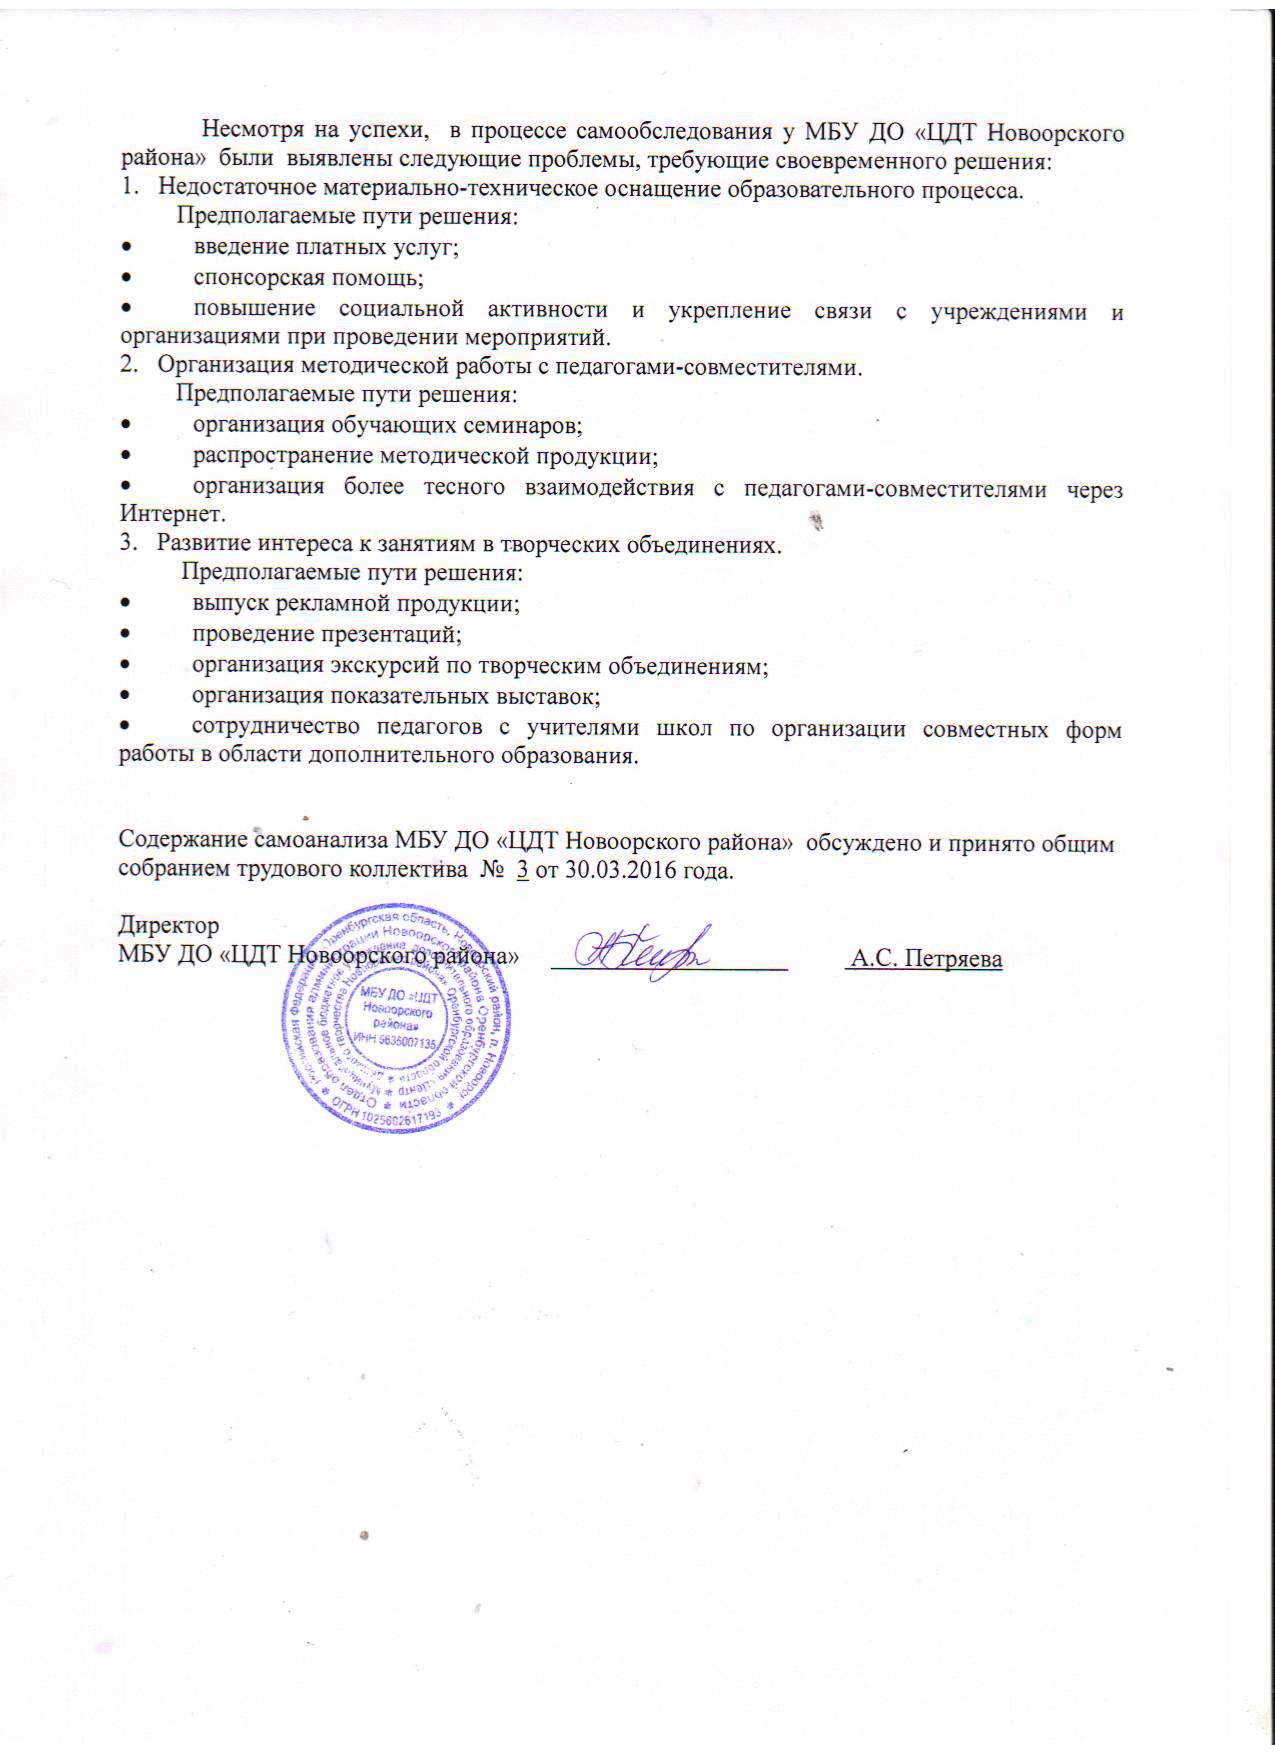 Несмотря на успехи, в процессе самообследования у МБУ ДО «ЦДТ Новоорского
района» были выявлены следующие проблемы, требующие своевременного решения:
1. Недостаточное материально-техническое оснащение образовательного процесса.
Предполагаемые пути решения:
• введение платных услуг;
• спонсорская помощь;
• повышение социальной активности и укрепление связи с учреждениями и
организациями при проведении мероприятий.
2. Организация методической работы с педагогами-совместителями.
Предполагаемые пути решения:
• организация обучающих семинаров;
• распространение методической продукции;
• организация более тесного взаимодействия с педагогами-совместителями через
Интернет.
3. Развитие интереса к занятиям в творческих объединениях.
Предполагаемые пути решения:
• выпуск рекламной продукции;
• проведение презентаций;
• организация экскурсий по творческим объединениям;
• организация показательных выставок;
• сотрудничество педагогов с учителями школ по организации совместных форм
работы в области дополнительного образования.
Содержание самоанализа МБУ ДО «ЦДТ Новоорского района» обсуждено и принято общим
собранием трудового коллектива № 3 от 30.03.2016 года.
Директор
МБУ ДО «ЦДТ Новоорского района» А.С. Петряева
МБУ ДО «ЦДТ
Новоорского
района»
ИНН 5635007135
ОГРН 1025602617193